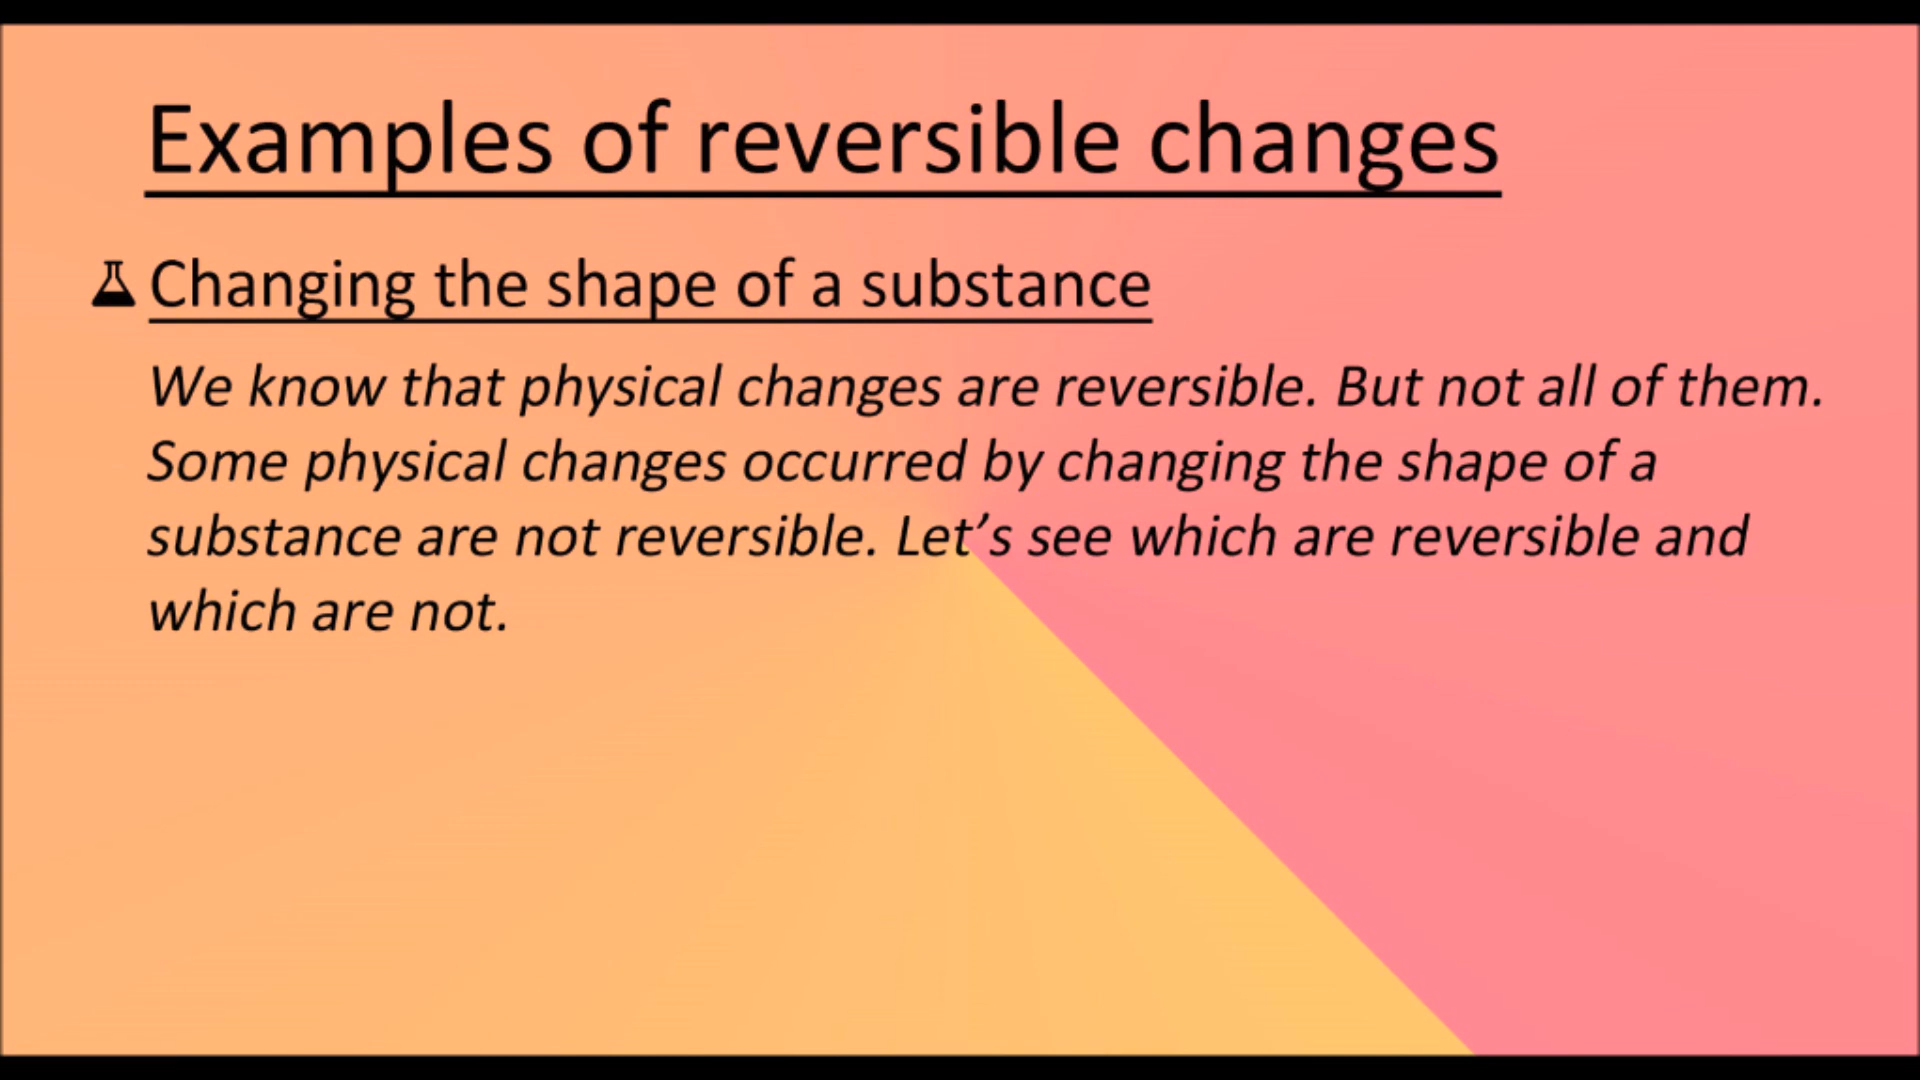 Examples of reversible changes
Changing the shape of a substance
We know that physical changes are reversible. But not all of them.
Some physical changes occurred by changing the shape of a
substance are not reversible. Let’s see which are reversible and
which are not.